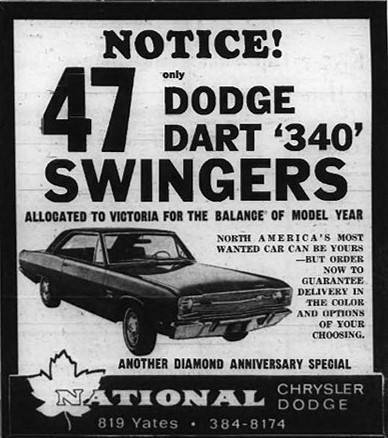 NOTICE!
47 only DODGE
DART '340'
SWINGERS
ALLOCATED TO VICTORIA FOR THE BALANCE OF MODEL YEAR
NORTH AMERICA'S MOST
WANTED CAR CAN BE YOURS
—BUT ORDER
NOW TO
GUARANTEE
DELIVERY IN
THE COLOR
AND OPTIONS
OF YOUR
CHOOSING.
ANOTHER DIAMOND ANNIVERSARY SPECIAL
NATIONAL CHRYSLER
DODGE
819 Yates • 384-8174